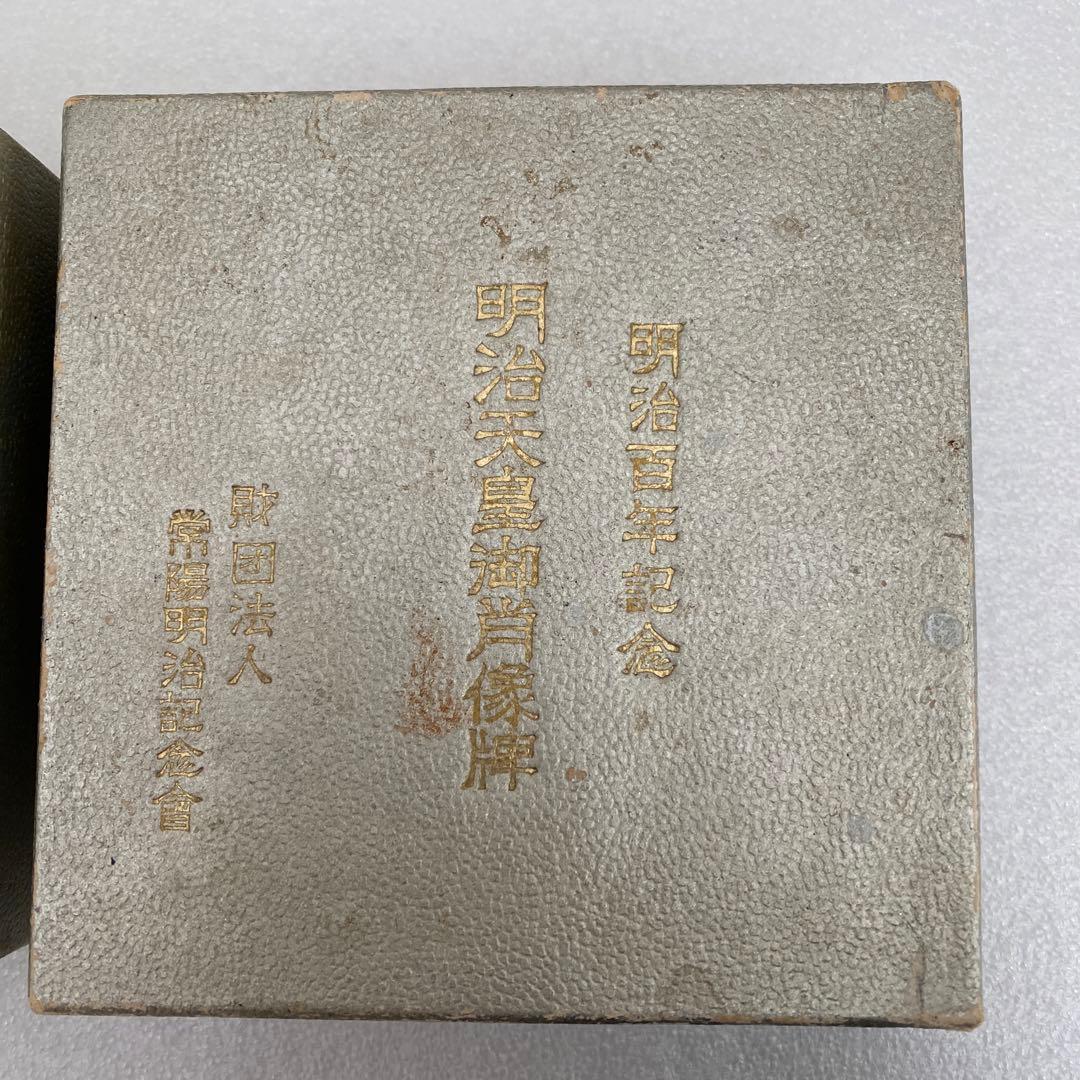 明治百年記念
明治天皇御肖像牌
財団法人
常陽明治記念會